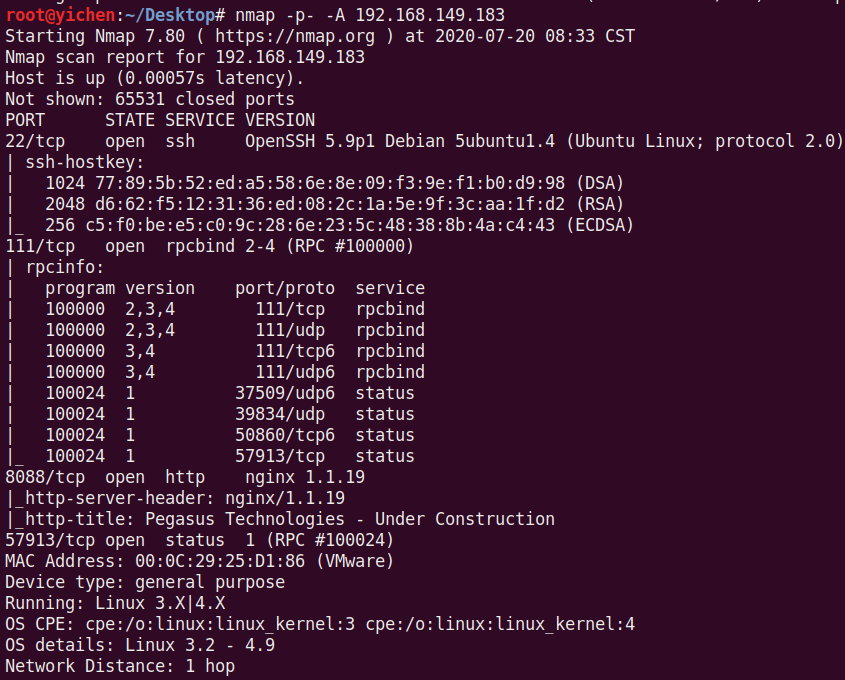 root@yichen:~/Desktop# nmap -p- -A 192.168.149.183
Starting Nmap 7.80 ( https://nmap.org ) at 2020-07-20 08:33 CST
Nmap scan report for 192.168.149.183
Host is up (0.00057s latency).
Not shown: 65531 closed ports
PORT      STATE SERVICE VERSION
22/tcp    open  ssh     OpenSSH 5.9p1 Debian 5ubuntu1.4 (Ubuntu Linux; protocol 2.0)
| ssh-hostkey:
|   1024 77:89:5b:52:ed:a5:58:6e:8e:09:f3:9e:f1:b0:d9:98 (DSA)
|   2048 d6:62:f5:12:31:36:ed:08:2c:1a:5e:9f:3c:aa:1f:d2 (RSA)
|_  256 c5:f0:be:e5:c0:9c:28:6e:23:5c:48:38:8b:4a:c4:43 (ECDSA)
111/tcp   open  rpcbind 2-4 (RPC #100000)
| rpcinfo:
|   program version    port/proto  service
|   100000  2,3,4        111/tcp   rpcbind
|   100000  2,3,4        111/udp   rpcbind
|   100000  3,4          111/tcp6  rpcbind
|   100000  3,4          111/udp6  rpcbind
|   100024  1          37509/udp6  status
|   100024  1          39834/udp   status
|   100024  1          50860/tcp6  status
|_  100024  1          57913/tcp   status
8088/tcp  open  http    nginx 1.1.19
|_http-server-header: nginx/1.1.19
|_http-title: Pegasus Technologies - Under Construction
57913/tcp open  status  1 (RPC #100024)
MAC Address: 00:0C:29:25:D1:86 (VMware)
Device type: general purpose
Running: Linux 3.X|4.X
OS CPE: cpe:/o:linux:linux_kernel:3 cpe:/o:linux:linux_kernel:4
OS details: Linux 3.2 - 4.9
Network Distance: 1 hop